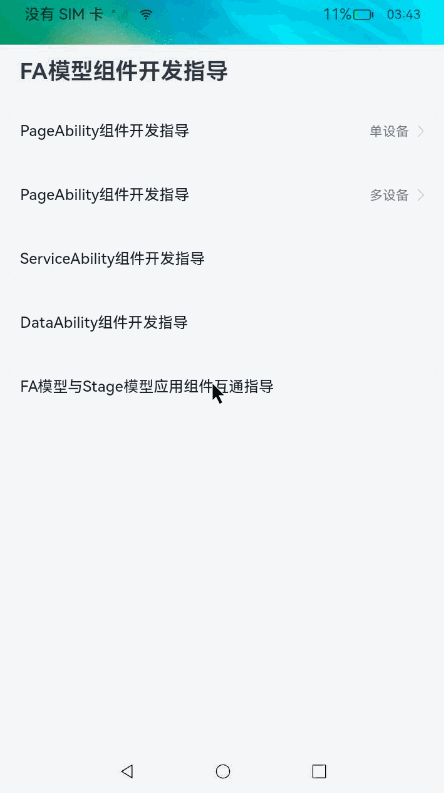 没有 SIM 卡 11% 03:43
FA模型组件开发指导
PageAbility组件开发指导 单设备
PageAbility组件开发指导 多设备
ServiceAbility组件开发指导
DataAbility组件开发指导
FA模型与Stage模型应用组件互通指导